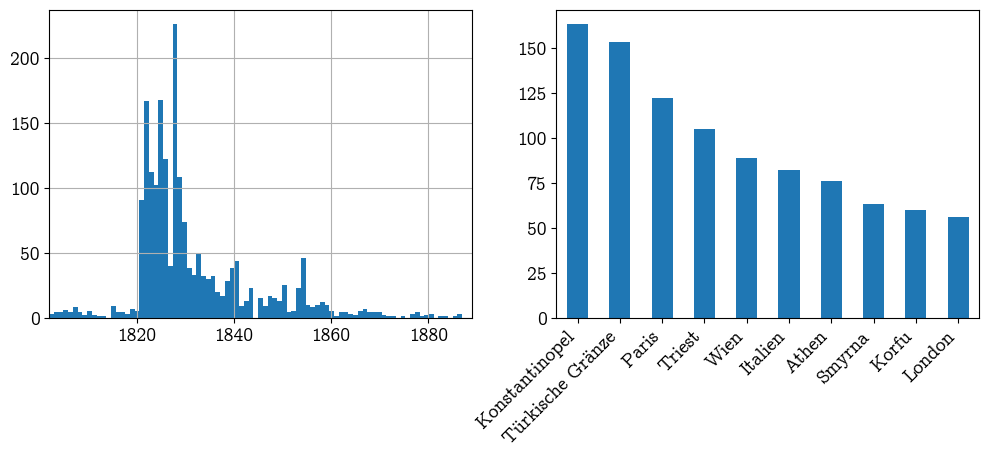 200
150
100
50
0
1820 1840 1860 1880
150
125
100
75
50
25
0
Konstantinopel
Türkische Gränze
Paris
Triest
Wien
Italien
Athen
Smyrna
Korfu
London